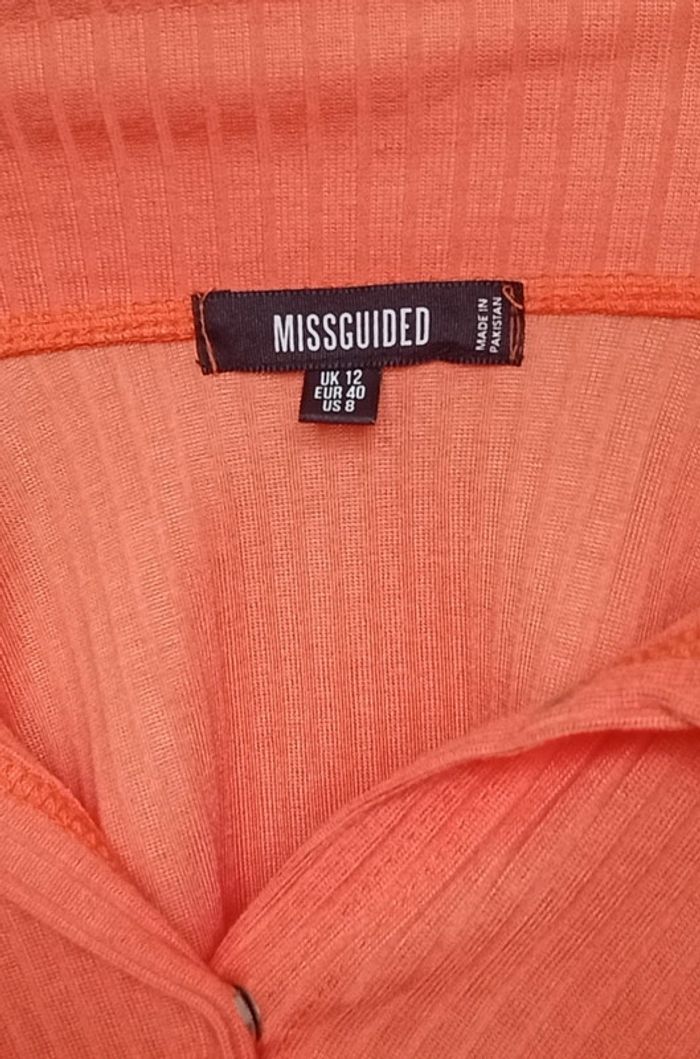 MISSGUIDED
MADE IN
PAKISTAN
UK 12
EUR 40
US 8